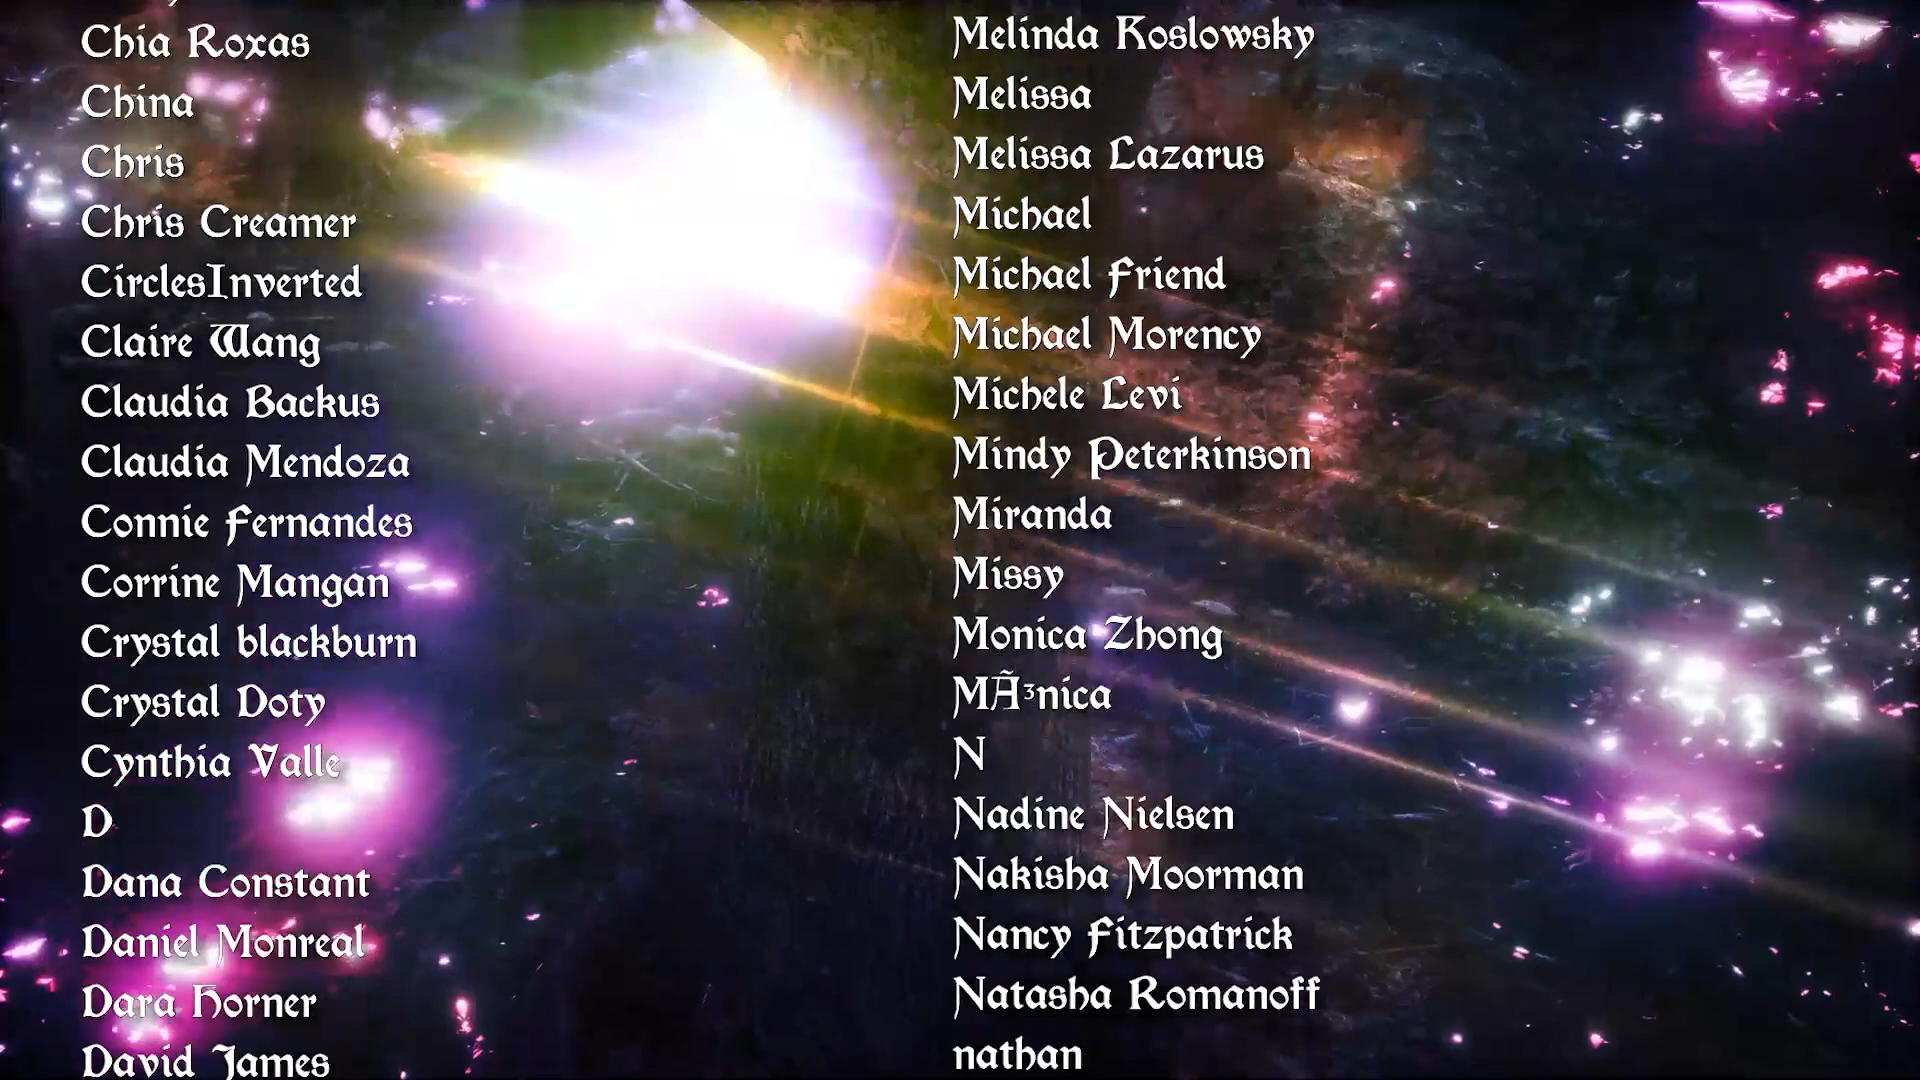 Chia Roxas
China
Chris
Chris Creamer
CirclesInverted
Claire Wang
Claudia Backus
Claudia Mendoza
Connie Fernandes
Corrine Mangan
Crystal blackburn
Crystal Doty
Cynthia Valle
D
Dana Constant
Daniel Monreal
Dara Horner
David James
Melinda Koslowsky
Melissa
Melissa Lazarus
Michael
Michael Friend
Michael Morency
Michele Levi
Mindy Peterkinson
Miranda
Missy
Monica Zhong
MÃ³nica
N
Nadine Nielsen
Nakisha Moorman
Nancy Fitzpatrick
Natasha Romanoff
nathan